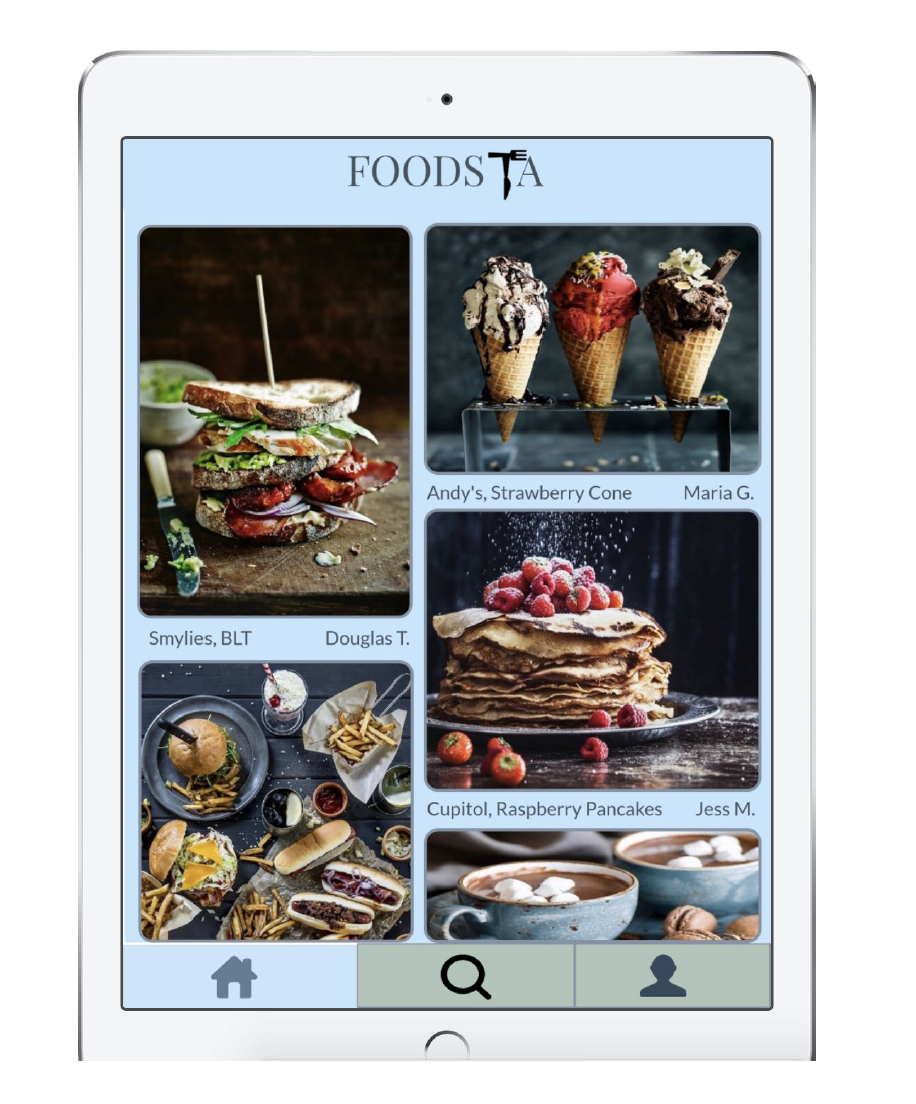 FOODSTA
Smylies, BLT Douglas T.
Andy's, Strawberry Cone Maria G.
Cupitol, Raspberry Pancakes Jess M.